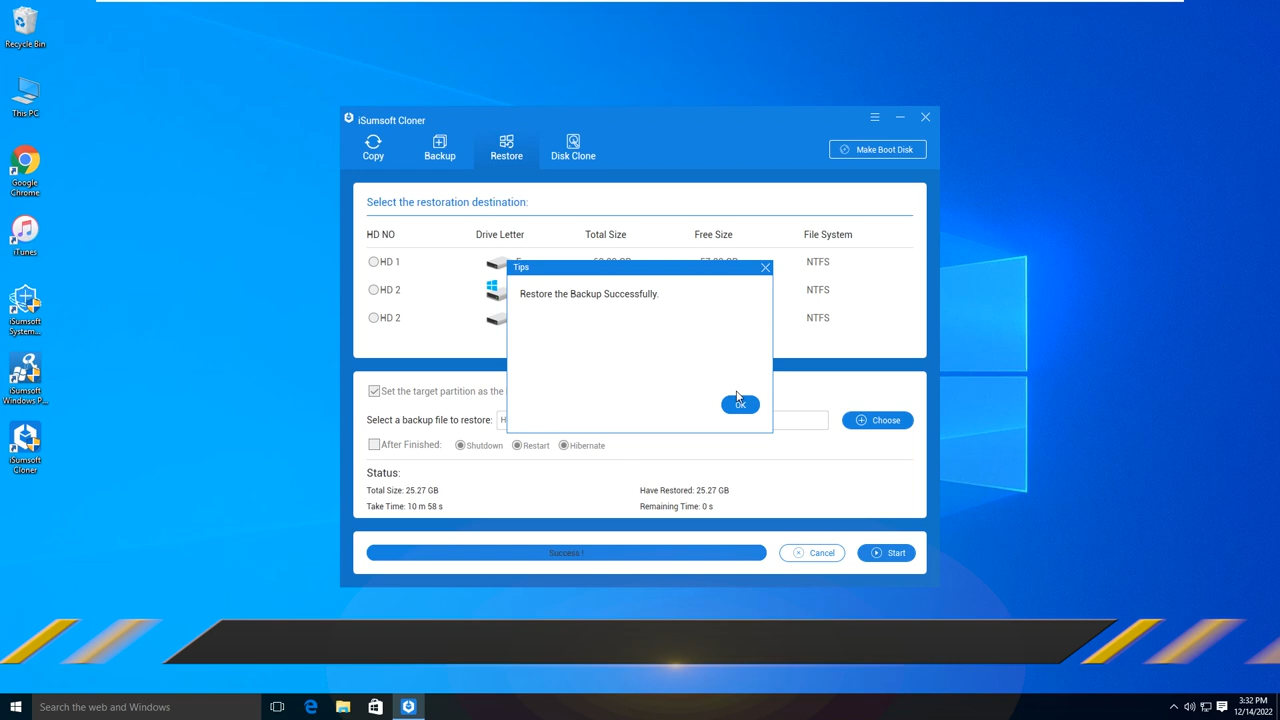 Recycle Bin
This PC
Google
Chrome
iTunes
iSumsoft
System...
iSumsoft
Windows P...
iSumsoft
Cloner
iSumsoft Cloner
Copy
Backup
Restore
Disk Clone
Make Boot Disk
Select the restoration destination:
HD NO Drive Letter Total Size Free Size File System
HD 1 NTFS
HD 2 NTFS
HD 2 NTFS
Tips
Restore the Backup Successfully.
OK
Set the target partition as the
Select a backup file to restore: H Choose
After Finished: Shutdown Restart Hibernate
Status:
Total Size: 25.27 GB Have Restored: 25.27 GB
Take Time: 10 m 58 s Remaining Time: 0 s
Success ! Cancel Start
Search the web and Windows
3:32 PM
12/14/2022